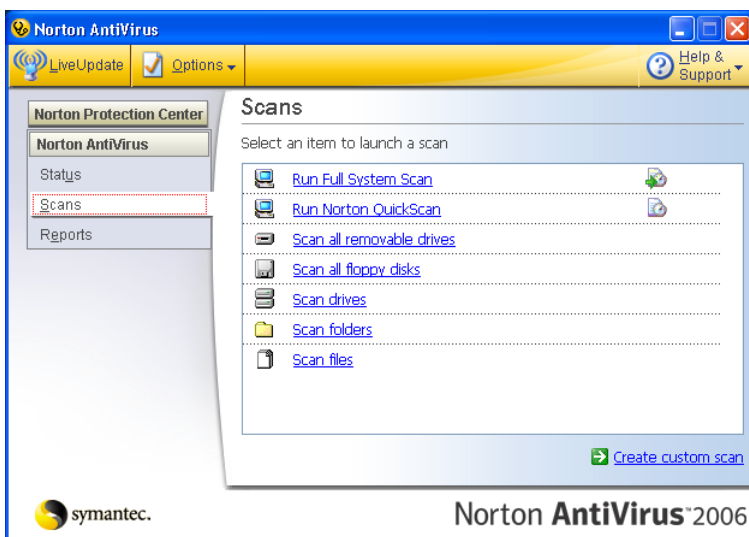 Norton AntiVirus
LiveUpdate
Options
Help & Support
Norton Protection Center
Norton AntiVirus
Status
Scans
Reports
Scans
Select an item to launch a scan
Run Full System Scan
Run Norton QuickScan
Scan all removable drives
Scan all floppy disks
Scan drives
Scan folders
Scan files
Create custom scan
symantec.
Norton AntiVirus™2006